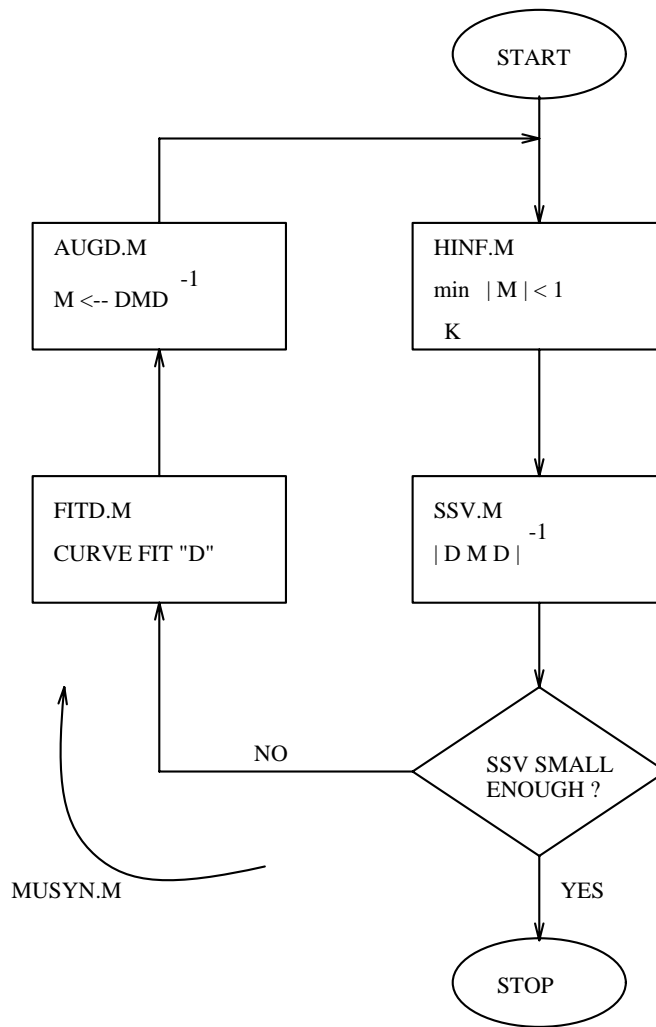 START
AUGD.M
-1
M <-- DMD
HINF.M
min | M | < 1
K
FITD.M
CURVE FIT "D"
SSV.M
-1
| D M D |
NO
SSV SMALL
ENOUGH ?
MUSYN.M
YES
STOP